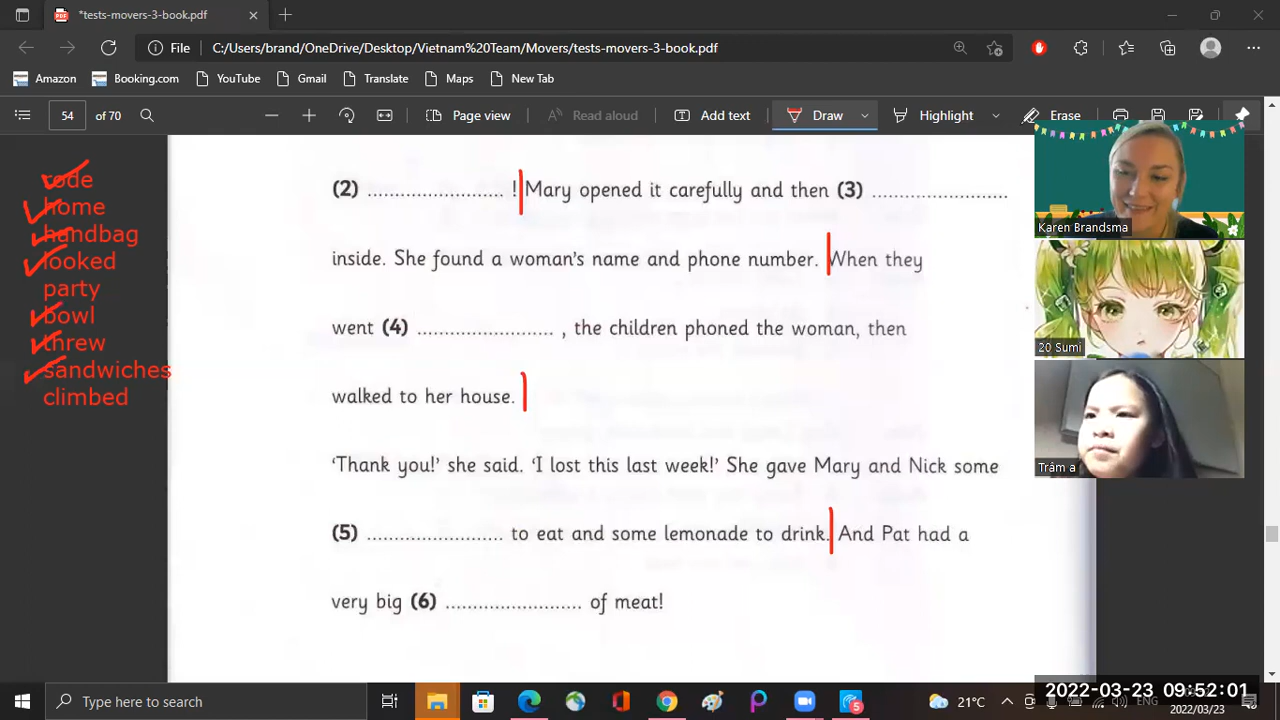 *tests-movers-3-book.pdf
File C:/Users/brand/OneDrive/Desktop/Vietnam%20Team/Movers/tests-movers-3-book.pdf
Amazon Booking.com YouTube Gmail Translate Maps New Tab
54 of 70 Page view Read aloud Add text Draw Highlight Erase
rode
home
handbag
looked
party
bowl
threw
sandwiches
climbed
(2) ......................... ! Mary opened it carefully and then (3) .........................
inside. She found a woman's name and phone number. When they
went (4) ......................... , the children phoned the woman, then
walked to her house.
'Thank you!' she said. 'I lost this last week!' She gave Mary and Nick some
(5) ......................... to eat and some lemonade to drink. And Pat had a
very big (6) ......................... of meat!
Karen Brandsma
20 Sumi
Trâm a
Type here to search
5
21°C
ENG
2022-03-23 09:52:01
2022/03/23